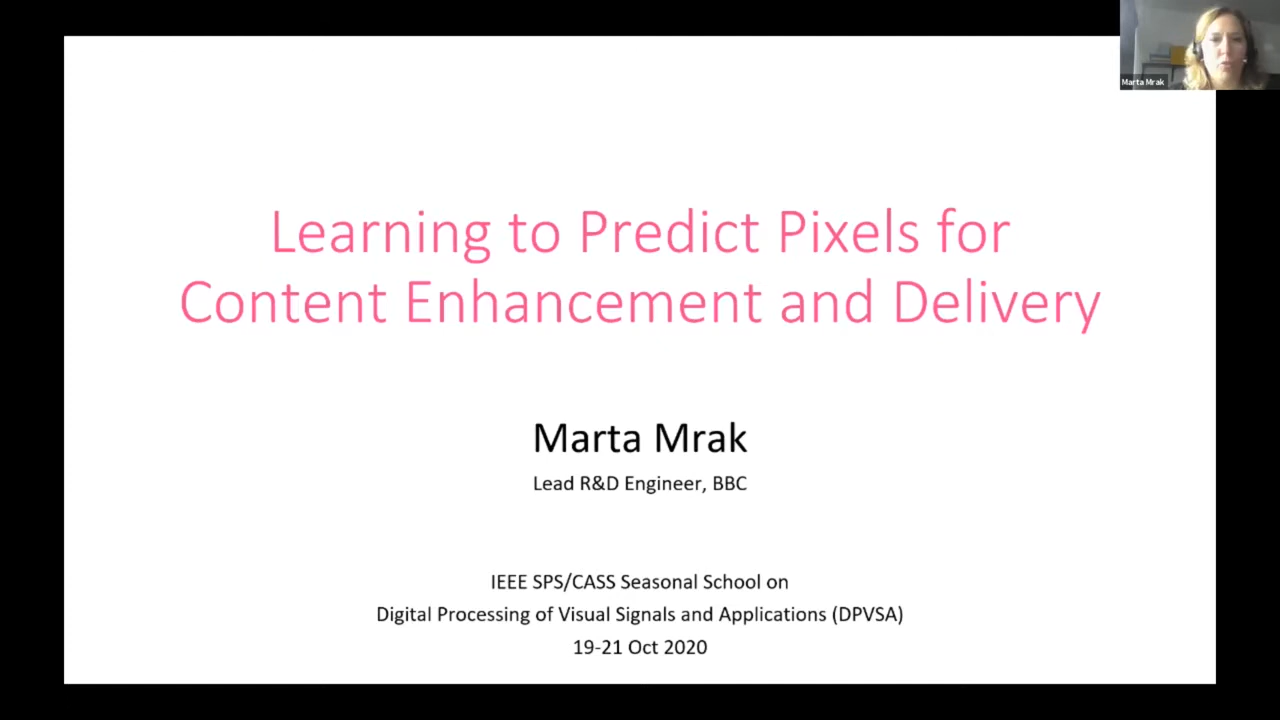 Marta Mrak
Learning to Predict Pixels for
Content Enhancement and Delivery
Marta Mrak
Lead R&D Engineer, BBC
IEEE SPS/CASS Seasonal School on
Digital Processing of Visual Signals and Applications (DPVSA)
19-21 Oct 2020